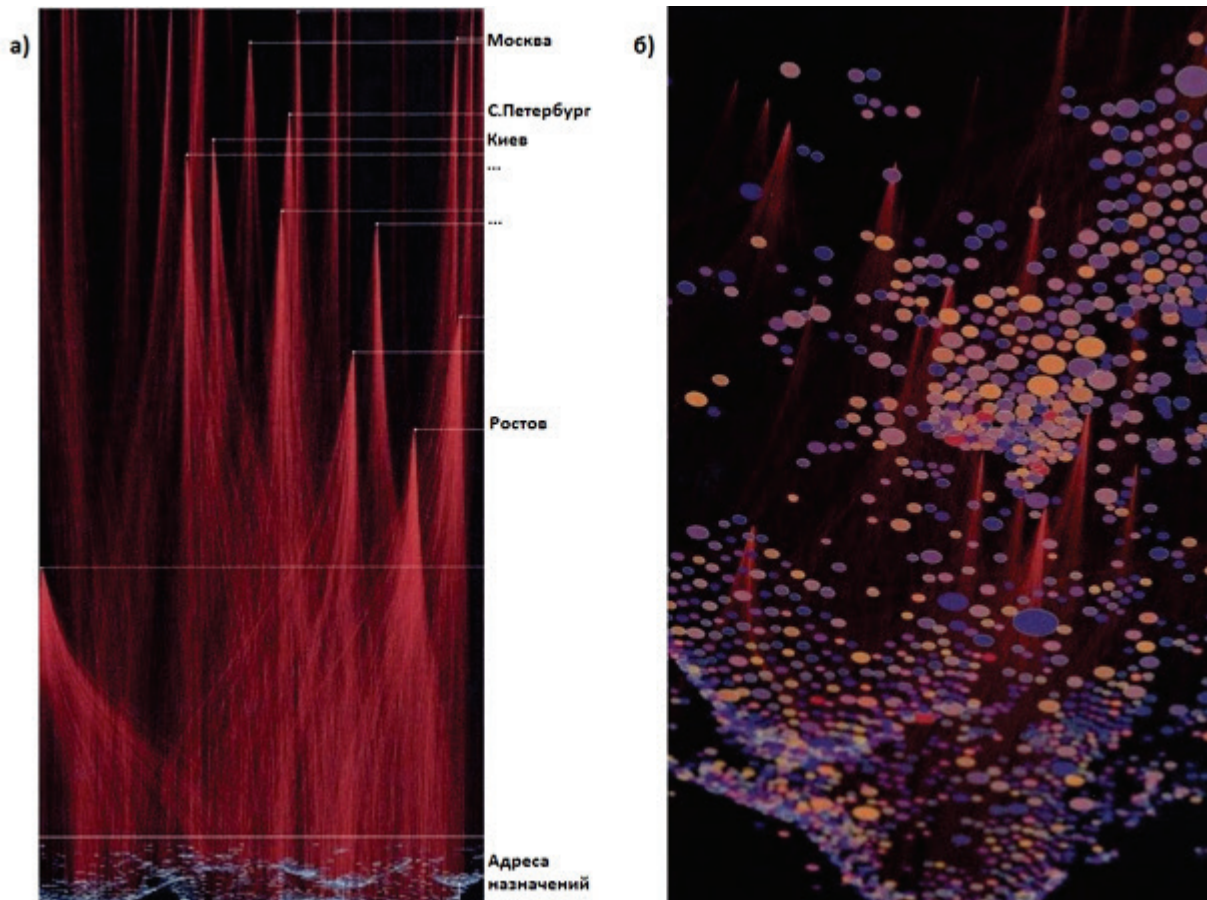 а)
Москва
С.Петербург
Киев
...
...
Ростов
Адреса
назначений
б)